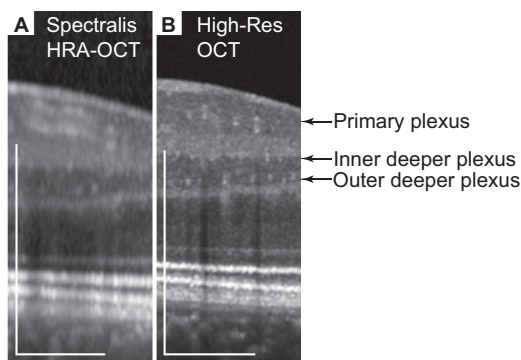 A Spectralis
HRA-OCT
B High-Res
OCT
Primary plexus
Inner deeper plexus
Outer deeper plexus